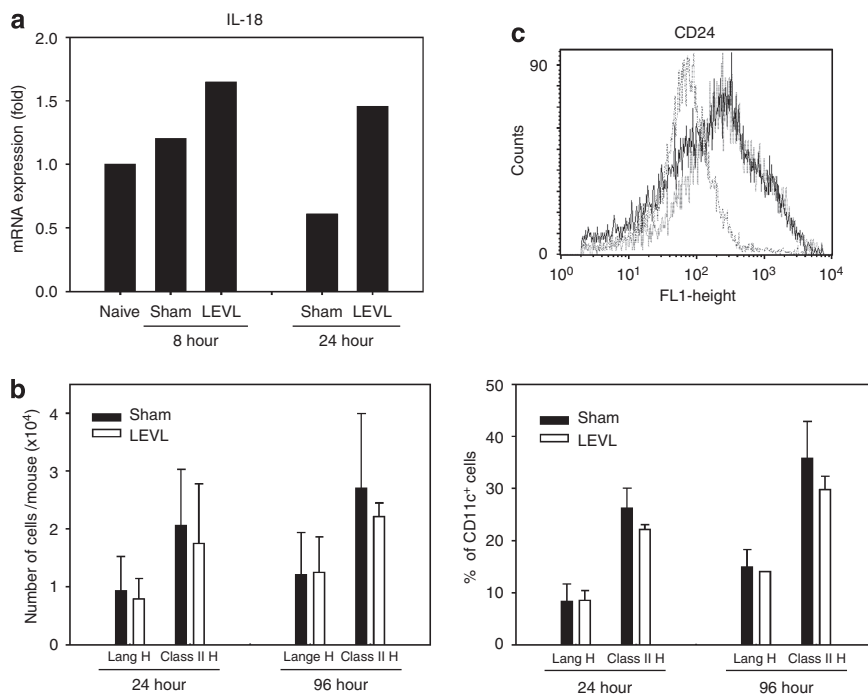 a
IL-18
mRNA expression (fold)
2.0
1.5
1.0
0.5
0.0
Naive Sham LEVL Sham LEVL
8 hour 24 hour
c
CD24
Counts
90
0
10⁰ 10¹ 10² 10³ 10⁴
FL1-height
b
Number of cells /mouse (x10⁴)
4
3
2
1
0
Sham
LEVL
Lang H Class II H Lange H Class II H
24 hour 96 hour
% of CD11c⁺ cells
50
40
30
20
10
0
Sham
LEVL
Lang H Class II H Lang H Class II H
24 hour 96 hour